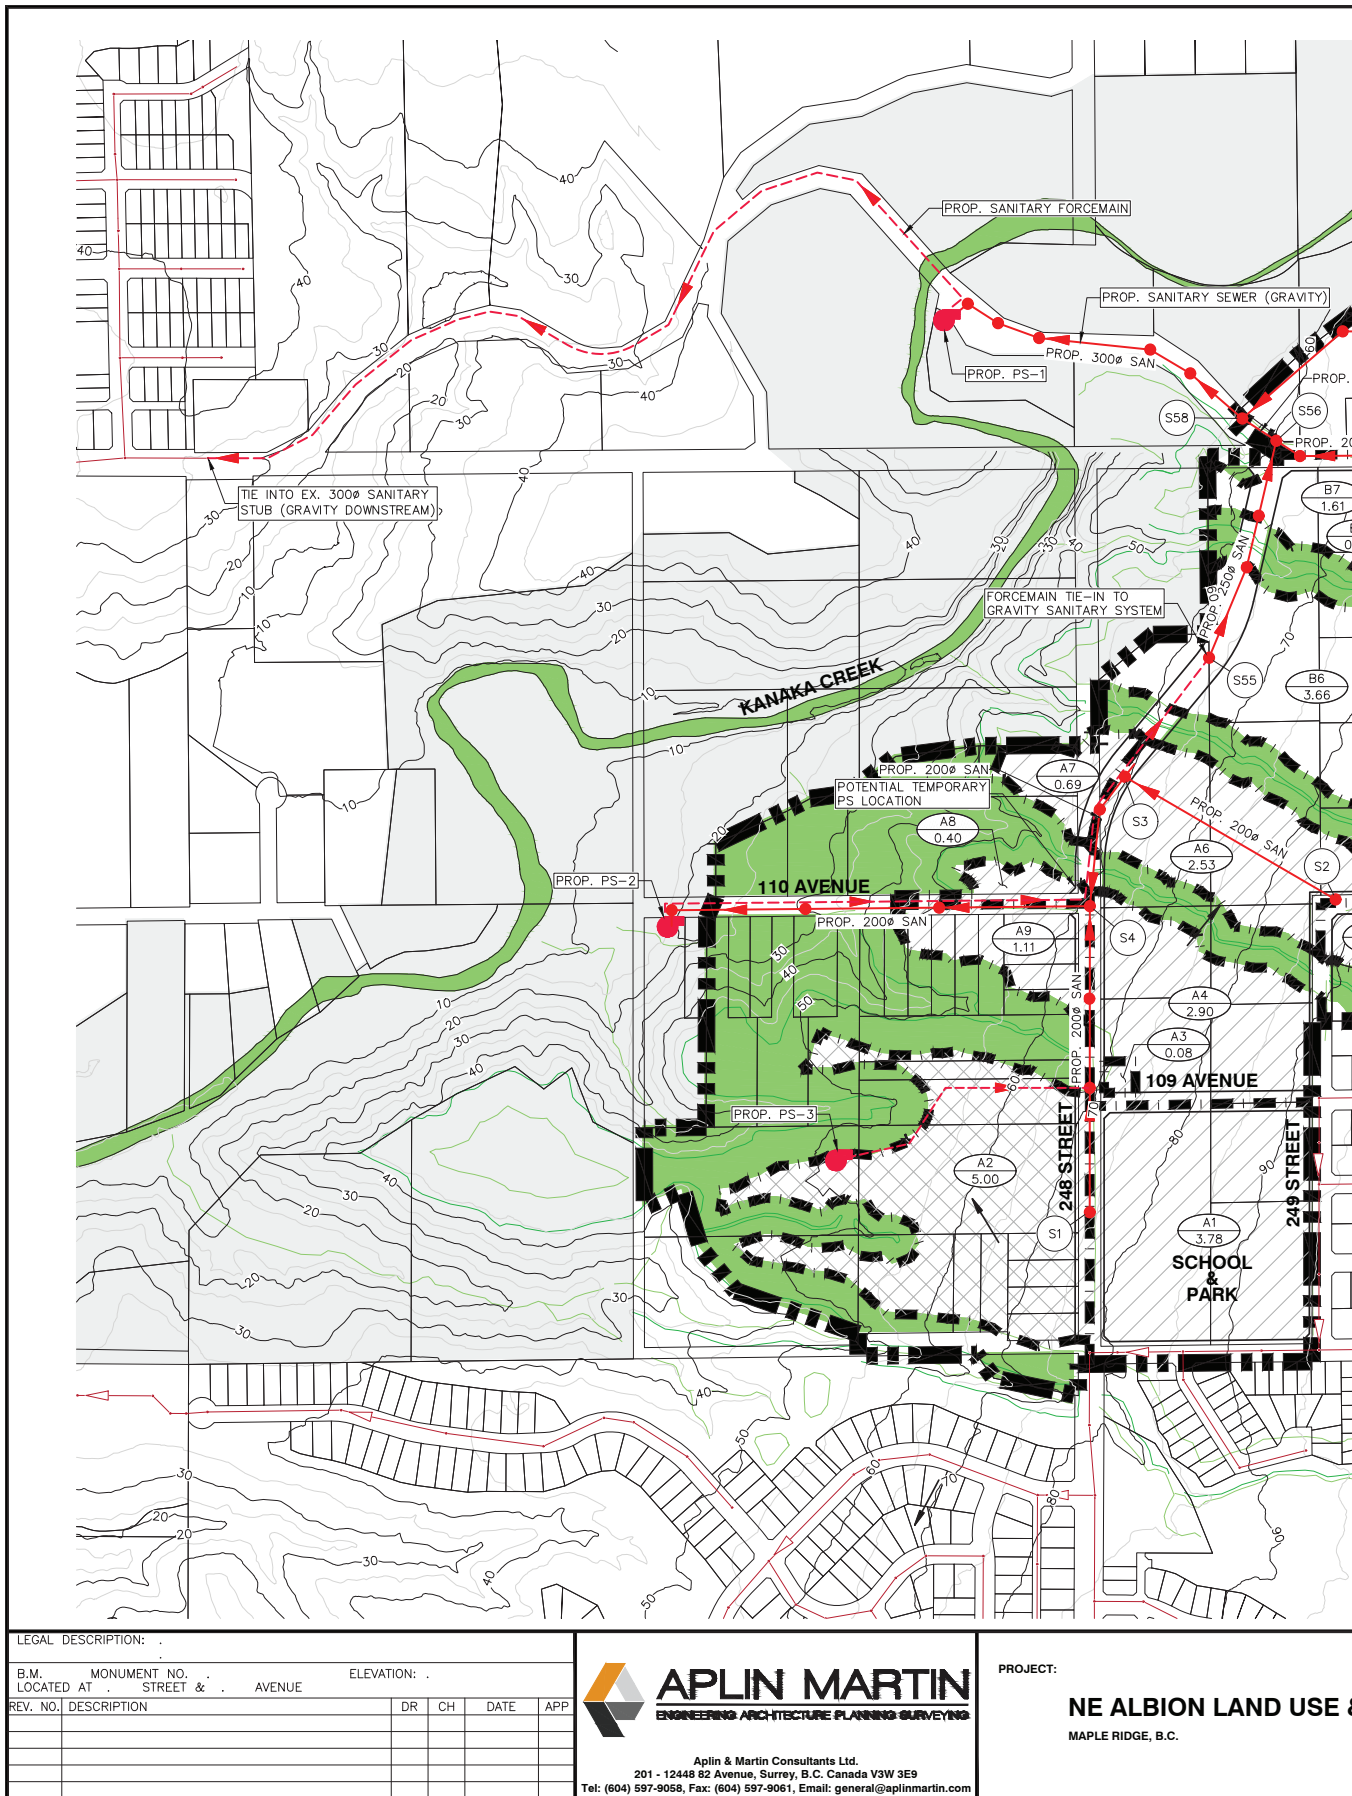 PROP. SANITARY FORCEMAIN
PROP. SANITARY SEWER (GRAVITY)
PROP. 300ø SAN
PROP. PS-1
PROP.
S58
S56
PROP. 20
TIE INTO EX. 300ø SANITARY
STUB (GRAVITY DOWNSTREAM)
B7
1.61
FORCEMAIN TIE-IN TO
GRAVITY SANITARY SYSTEM
PROP. 250ø SAN
S55
B6
3.66
KANAKA CREEK
PROP. 200ø SAN
POTENTIAL TEMPORARY
PS LOCATION
A7
0.69
A8
0.40
S3
PROP. 200ø SAN
A6
2.53
S2
PROP. PS-2
110 AVENUE
PROP. 200ø SAN
A9
1.11
S4
PROP. 200ø SAN
A4
2.90
A3
0.08
109 AVENUE
PROP. PS-3
248 STREET
249 STREET
A2
5.00
S1
A1
3.78
SCHOOL
&
PARK
LEGAL DESCRIPTION: .
.
B.M. MONUMENT NO. . ELEVATION: .
LOCATED AT . STREET & . AVENUE
REV. NO. DESCRIPTION DR CH DATE APP
APLIN MARTIN
ENGINEERING ARCHITECTURE PLANNING SURVEYING
Aplin & Martin Consultants Ltd.
201 - 12448 82 Avenue, Surrey, B.C. Canada V3W 3E9
Tel: (604) 597-9058, Fax: (604) 597-9061, Email: general@aplinmartin.com
PROJECT:
NE ALBION LAND USE &
MAPLE RIDGE, B.C.